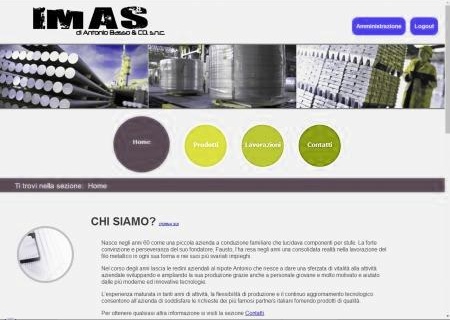 IMAS
di Antonio Basso & CO. s.n.c.
Amministrazione
Logout
Home
Prodotti
Lavorazioni
Contatti
Ti trovi nella sezione: Home
CHI SIAMO?
Nasce negli anni 60 come una piccola azienda a conduzione familiare che lucidava componenti per stufe. La forte
convinzione e perseveranza del suo fondatore, Fausto, l'ha resa negli anni una consolidata realtà nella lavorazione del
filo metallico in ogni sua forma e nei suoi più svariati impieghi.
Nel corso degli anni lascia le redini aziendali al nipote Antonio che riesce a dare una sferzata di vitalità alla attività
aziendale sviluppando e ampliando la sua produzione grazie anche a personale giovane e molto motivato e aiutato
dalle più moderne ed innovative tecnologie.
L'esperienza maturata in tanti anni di attività, la flessibilità di produzione e il continuo aggiornamento tecnologico
consentono all'azienda di soddisfare le richieste dei più famosi partners italiani fornendo prodotti di qualità.
Per ottenere qualsiasi altra informazione si visiti la sezione Contatti